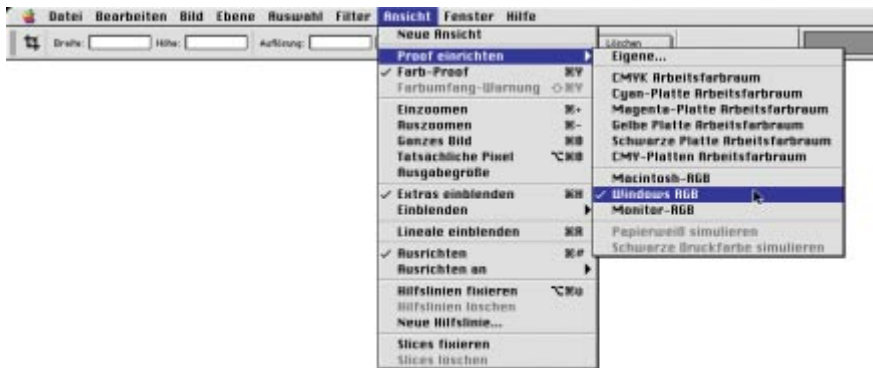 Datei Bearbeiten Bild Ebene Auswahl Filter Ansicht Fenster Hilfe
Breite: Höhe: Auflösung: Löschen
Neue Ansicht
Proof einrichten
✓ Farb-Proof ⌘Y
Farbumfang-Warnung ⇧⌘Y
Einzoomen ⌘+
Auszoomen ⌘-
Ganzes Bild ⌘0
Tatsächliche Pixel ⌥⌘0
Ausgabegröße
✓ Extras einblenden ⌘H
Einblenden
Lineale einblenden ⌘R
✓ Ausrichten ⌘#
Ausrichten an
Hilfslinien fixieren ⌥⌘ü
Hilfslinien löschen
Neue Hilfslinie...
Slices fixieren
Slices löschen
Eigene...
CMYK Arbeitsfarbraum
Cyan-Platte Arbeitsfarbraum
Magenta-Platte Arbeitsfarbraum
Gelbe Platte Arbeitsfarbraum
Schwarze Platte Arbeitsfarbraum
CMY-Platten Arbeitsfarbraum
Macintosh-RGB
✓ Windows RGB
Monitor-RGB
Papierweiß simulieren
Schwarze Druckfarbe simulieren